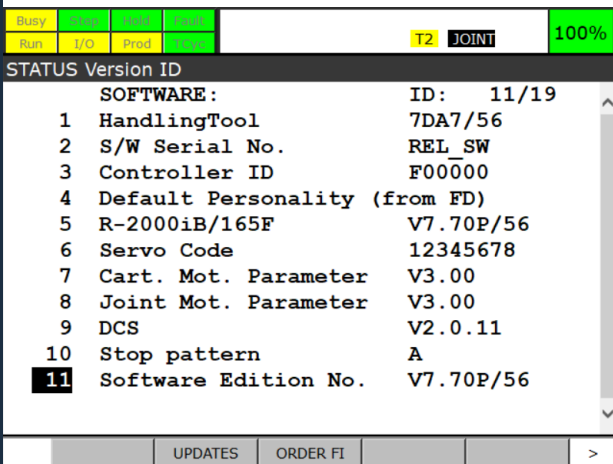 Busy Step Hold Fault
Run I/O Prod TCyc
T2 JOINT
100%
STATUS Version ID
SOFTWARE: ID: 11/19
1 HandlingTool 7DA7/56
2 S/W Serial No. REL_SW
3 Controller ID F00000
4 Default Personality (from FD)
5 R-2000iB/165F V7.70P/56
6 Servo Code 12345678
7 Cart. Mot. Parameter V3.00
8 Joint Mot. Parameter V3.00
9 DCS V2.0.11
10 Stop pattern A
11 Software Edition No. V7.70P/56
UPDATES ORDER FI >